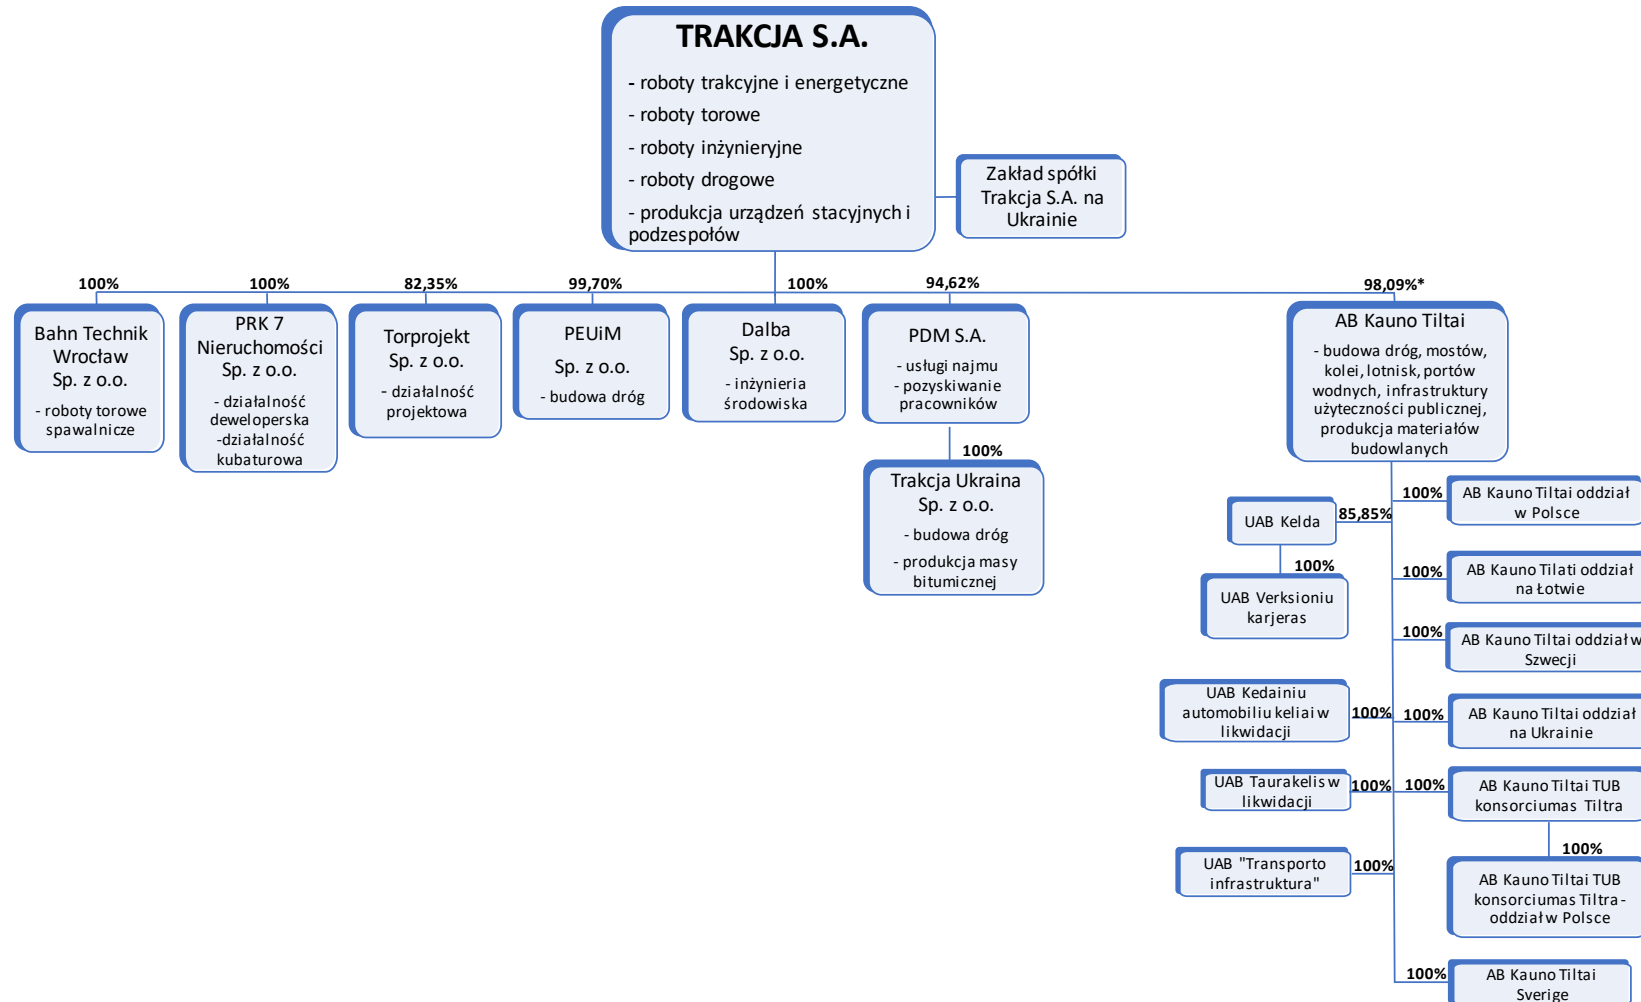 TRAKCJA S.A.
- roboty trakcyjne i energetyczne
- roboty torowe
- roboty inżynieryjne
- roboty drogowe
- produkcja urządzeń stacyjnych i
podzespołów
Zakład spółki
Trakcja S.A. na
Ukrainie
100%
Bahn Technik
Wrocław
Sp. z o.o.
- roboty torowe
spawalnicze
100%
PRK 7
Nieruchomości
Sp. z o.o.
- działalność
deweloperska
-działalność
kubaturowa
82,35%
Torprojekt
Sp. z o.o.
- działalność
projektowa
99,70%
PEUiM
Sp. z o.o.
- budowa dróg
100%
Dalba
Sp. z o.o.
- inżynieria
środowiska
94,62%
PDM S.A.
- usługi najmu
- pozyskiwanie
pracowników
100%
Trakcja Ukraina
Sp. z o.o.
- budowa dróg
- produkcja masy
bitumicznej
98,09%*
AB Kauno Tiltai
- budowa dróg, mostów,
kolei, lotnisk, portów
wodnych, infrastruktury
użyteczności publicznej,
produkcja materiałów
budowlanych
85,85%
UAB Kelda
100%
UAB Verksioniu
karjeras
100%
UAB Kedainiu
automobiliu keliai w
likwidacji
100%
UAB Taurakelis w
likwidacji
100%
UAB "Transporto
infrastruktura"
100%
AB Kauno Tiltai oddział
w Polsce
100%
AB Kauno Tilati oddział
na Łotwie
100%
AB Kauno Tiltai oddział w
Szwecji
100%
AB Kauno Tiltai oddział
na Ukrainie
100%
AB Kauno Tiltai TUB
konsorciumas Tiltra
100%
AB Kauno Tiltai TUB
konsorciumas Tiltra -
oddział w Polsce
100%
AB Kauno Tiltai
Sverige